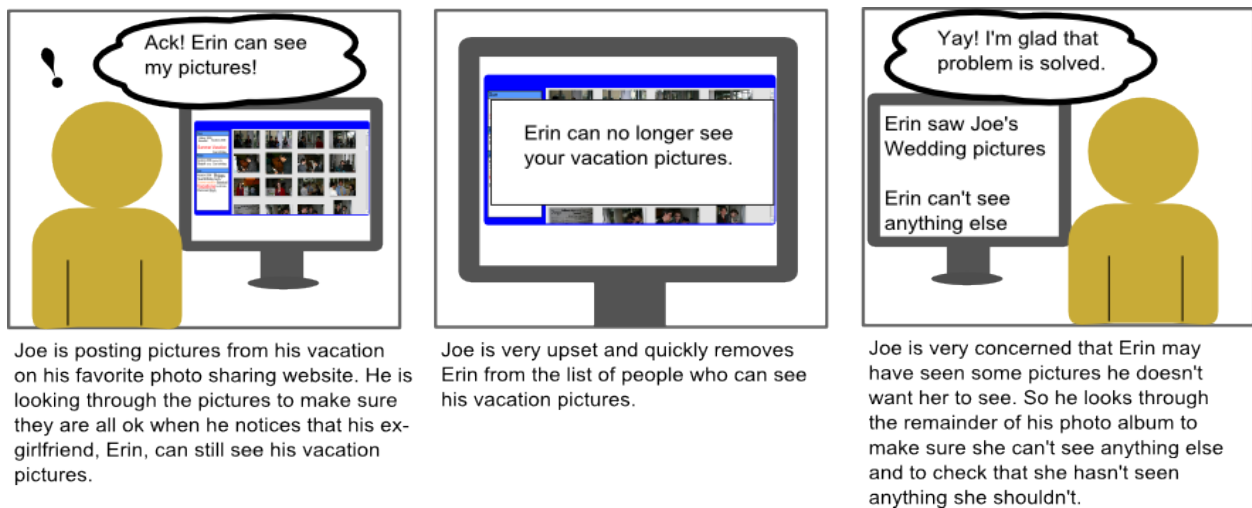 Ack! Erin can see
my pictures!
Joe is posting pictures from his vacation
on his favorite photo sharing website. He is
looking through the pictures to make sure
they are all ok when he notices that his ex-
girlfriend, Erin, can still see his vacation
pictures.
Erin can no longer see
your vacation pictures.
Joe is very upset and quickly removes
Erin from the list of people who can see
his vacation pictures.
Yay! I'm glad that
problem is solved.
Erin saw Joe's
Wedding pictures
Erin can't see
anything else
Joe is very concerned that Erin may
have seen some pictures he doesn't
want her to see. So he looks through
the remainder of his photo album to
make sure she can't see anything else
and to check that she hasn't seen
anything she shouldn't.